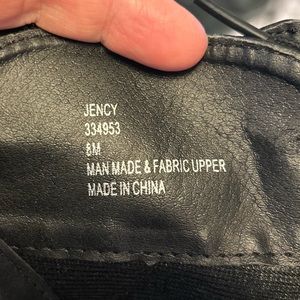 JENCY
334953
8M
MAN MADE & FABRIC UPPER
MADE IN CHINA